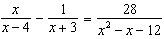 x/(x − 4) − 1/(x + 3) = 28/(x² − x − 12)